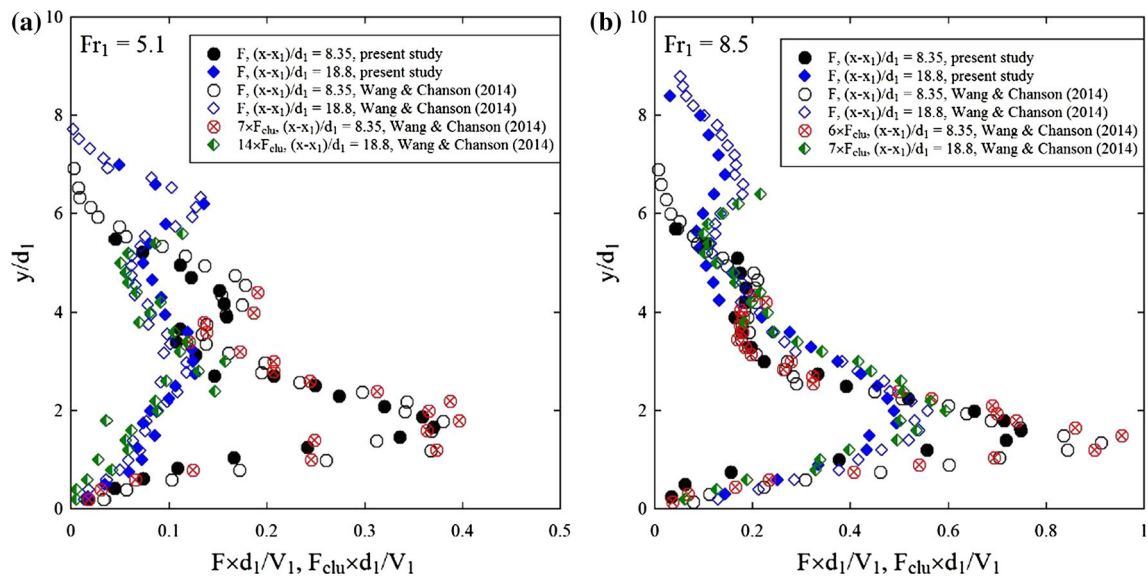 (a)
Fr1 = 5.1
F, (x-x1)/d1 = 8.35, present study
F, (x-x1)/d1 = 18.8, present study
F, (x-x1)/d1 = 8.35, Wang & Chanson (2014)
F, (x-x1)/d1 = 18.8, Wang & Chanson (2014)
7×Fclu, (x-x1)/d1 = 8.35, Wang & Chanson (2014)
14×Fclu, (x-x1)/d1 = 18.8, Wang & Chanson (2014)
10
8
6
4
2
0
y/d1
0
0.1
0.2
0.3
0.4
0.5
F×d1/V1, Fclu×d1/V1
(b)
Fr1 = 8.5
F, (x-x1)/d1 = 8.35, present study
F, (x-x1)/d1 = 18.8, present study
F, (x-x1)/d1 = 8.35, Wang & Chanson (2014)
F, (x-x1)/d1 = 18.8, Wang & Chanson (2014)
6×Fclu, (x-x1)/d1 = 8.35, Wang & Chanson (2014)
7×Fclu, (x-x1)/d1 = 18.8, Wang & Chanson (2014)
10
8
6
4
2
0
y/d1
0
0.2
0.4
0.6
0.8
1
F×d1/V1, Fclu×d1/V1